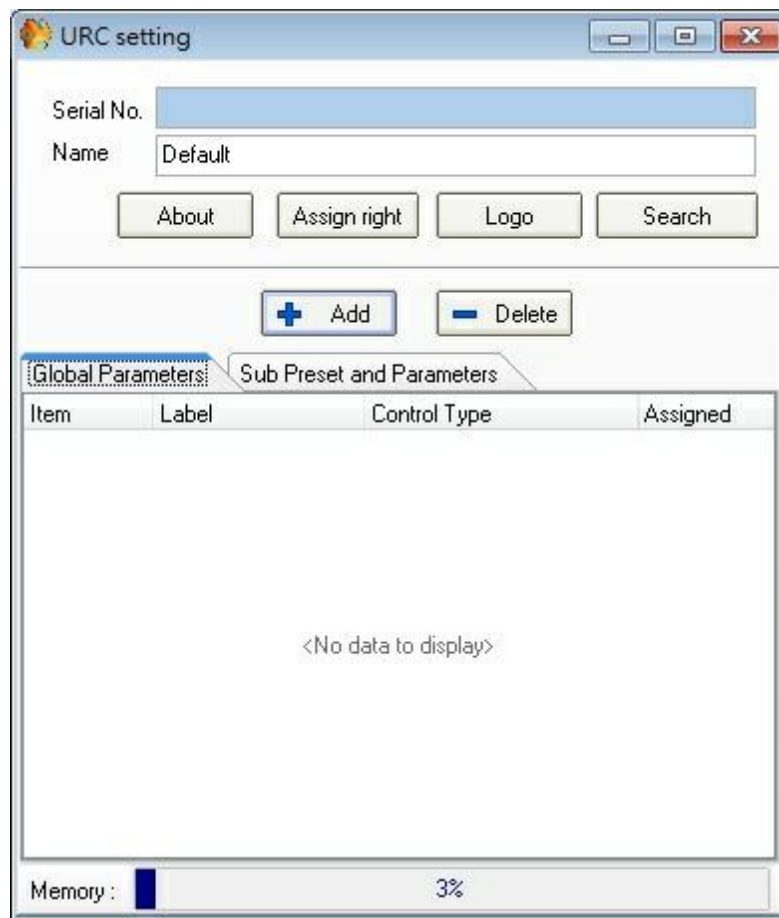 URC setting
Serial No.
Name Default
About Assign right Logo Search
Add Delete
Global Parameters Sub Preset and Parameters
Item Label Control Type Assigned
<No data to display>
Memory : 3%